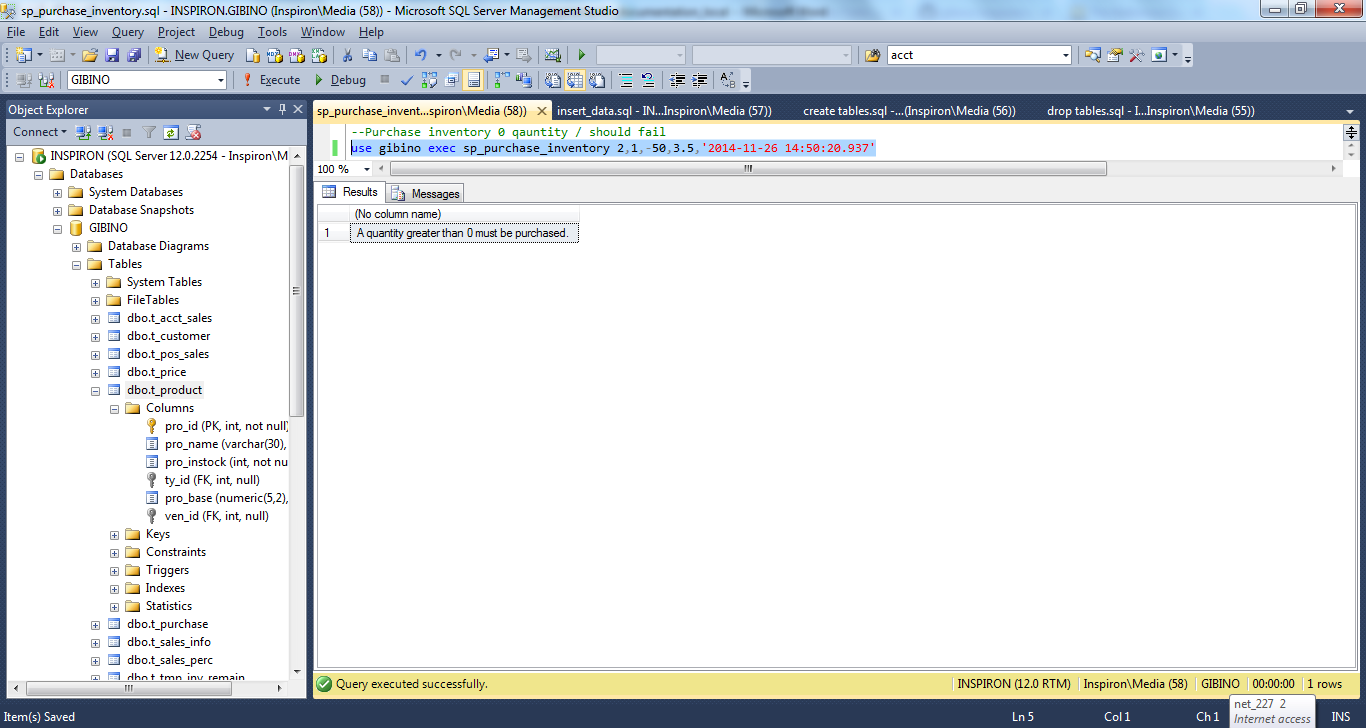 sp_purchase_inventory.sql - INSPIRON.GIBINO (Inspiron\Media (58)) - Microsoft SQL Server Management Studio
File Edit View Query Project Debug Tools Window Help
New Query acct
GIBINO Execute Debug
Object Explorer
Connect
INSPIRON (SQL Server 12.0.2254 - Inspiron\M
Databases
System Databases
Database Snapshots
GIBINO
Database Diagrams
Tables
System Tables
FileTables
dbo.t_acct_sales
dbo.t_customer
dbo.t_pos_sales
dbo.t_price
dbo.t_product
Columns
pro_id (PK, int, not null)
pro_name (varchar(30),
pro_instock (int, not nu
ty_id (FK, int, null)
pro_base (numeric(5,2),
ven_id (FK, int, null)
Keys
Constraints
Triggers
Indexes
Statistics
dbo.t_purchase
dbo.t_sales_info
dbo.t_sales_perc
dbo.t_tmp_inv_remain
sp_purchase_invent...spiron\Media (58)) insert_data.sql - IN...Inspiron\Media (57)) create tables.sql -...(Inspiron\Media (56)) drop tables.sql - I...Inspiron\Media (55))
--Purchase inventory 0 qauntity / should fail
use gibino exec sp_purchase_inventory 2,1,-50,3.5,'2014-11-26 14:50:20.937'
100 %
Results Messages
(No column name)
1 A quantity greater than 0 must be purchased.
Query executed successfully. INSPIRON (12.0 RTM) Inspiron\Media (58) GIBINO 00:00:00 1 rows
net_227 2
Internet access
Item(s) Saved Ln 5 Col 1 Ch 1 INS